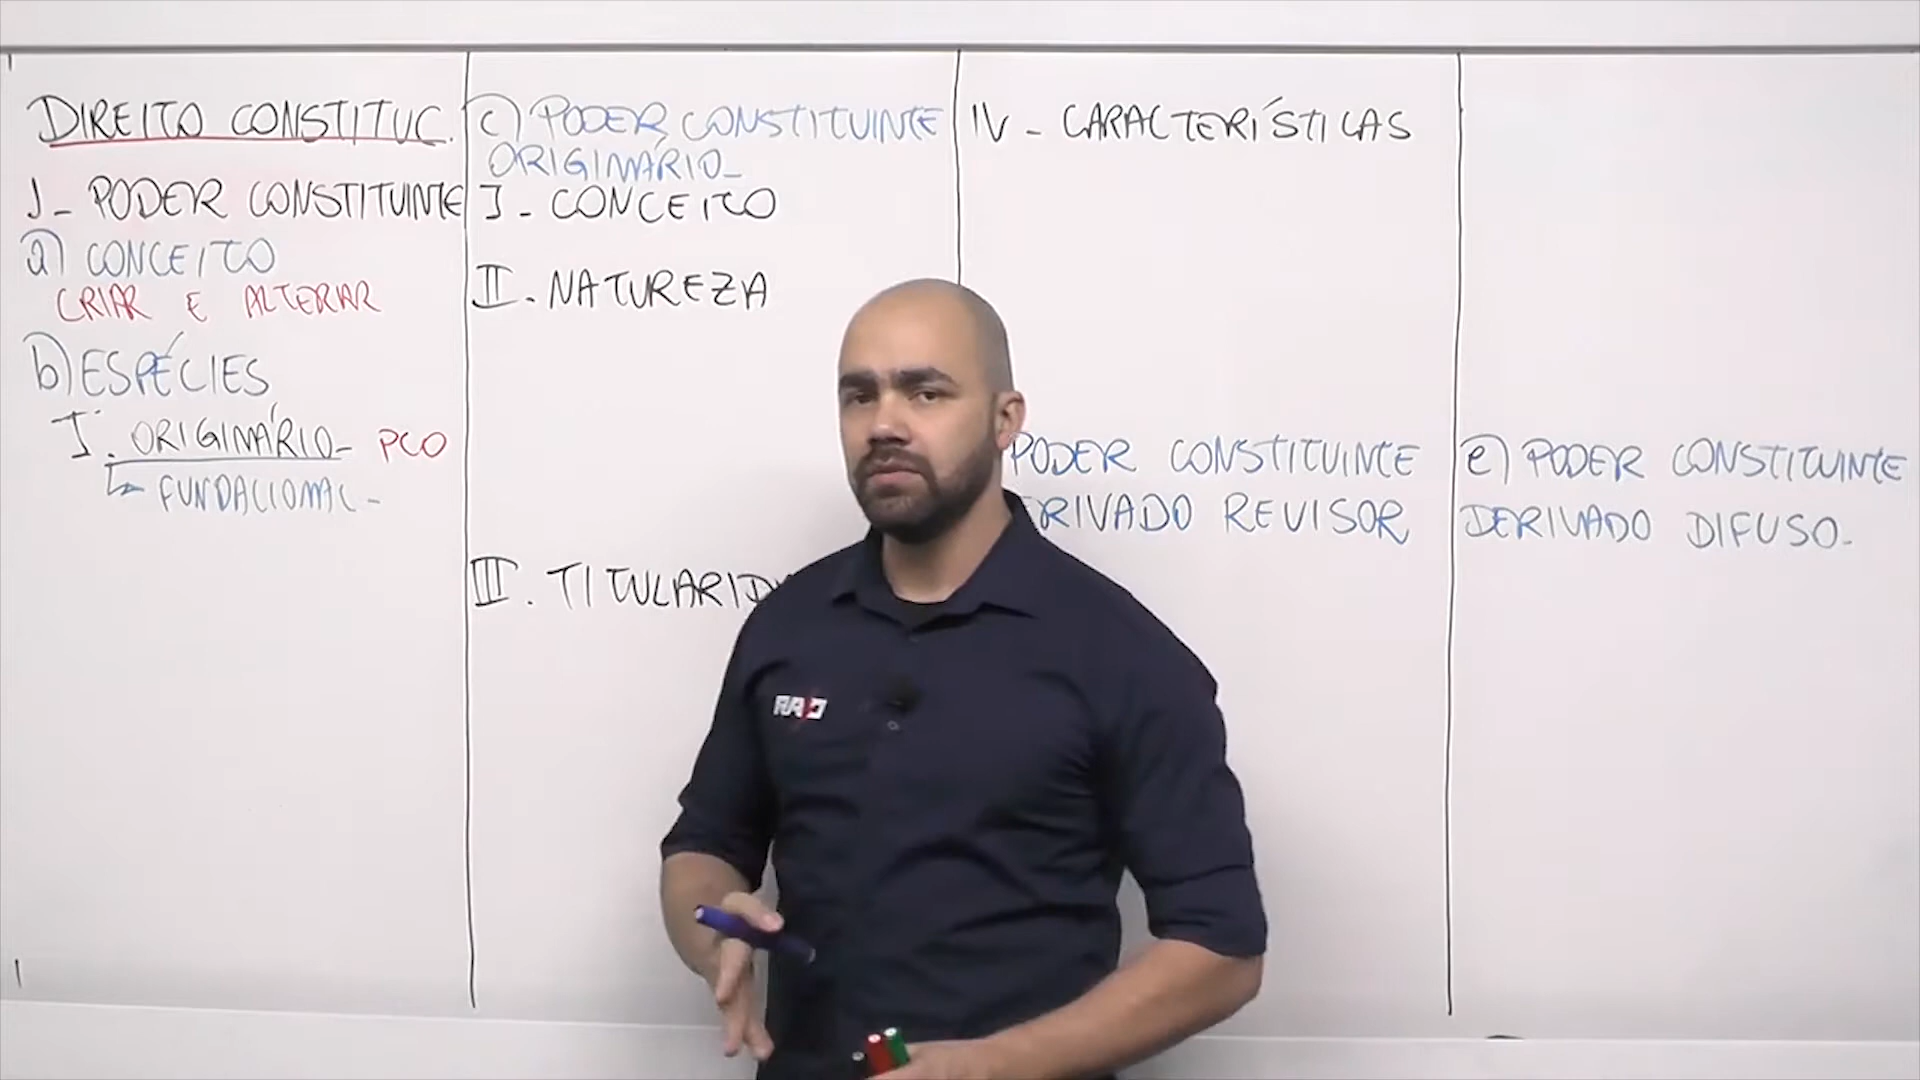 DIREITO CONSTITUC.
I - PODER CONSTITUINTE
a) CONCEITO
CRIAR E ALTERAR
b) ESPÉCIES
I. ORIGINÁRIO - PCO
FUNDACIONAL -
c) PODER CONSTITUINTE
ORIGINÁRIO -
I - CONCEITO
II. NATUREZA
III. TITULARID
IV - CARACTERÍSTICAS
PODER CONSTITUINTE
RIVADO REVISOR
e) PODER CONSTITUINTE
DERIVADO DIFUSO -